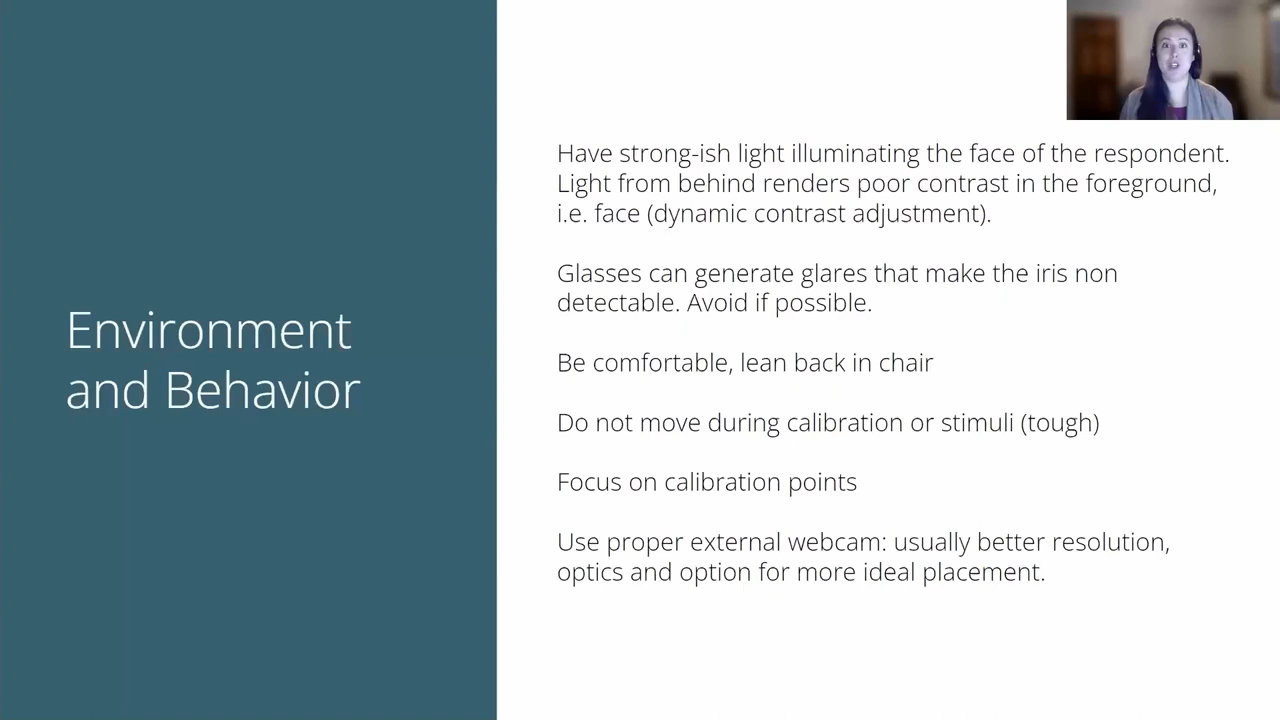 Environment
and Behavior
Have strong-ish light illuminating the face of the respondent.
Light from behind renders poor contrast in the foreground,
i.e. face (dynamic contrast adjustment).
Glasses can generate glares that make the iris non
detectable. Avoid if possible.
Be comfortable, lean back in chair
Do not move during calibration or stimuli (tough)
Focus on calibration points
Use proper external webcam: usually better resolution,
optics and option for more ideal placement.